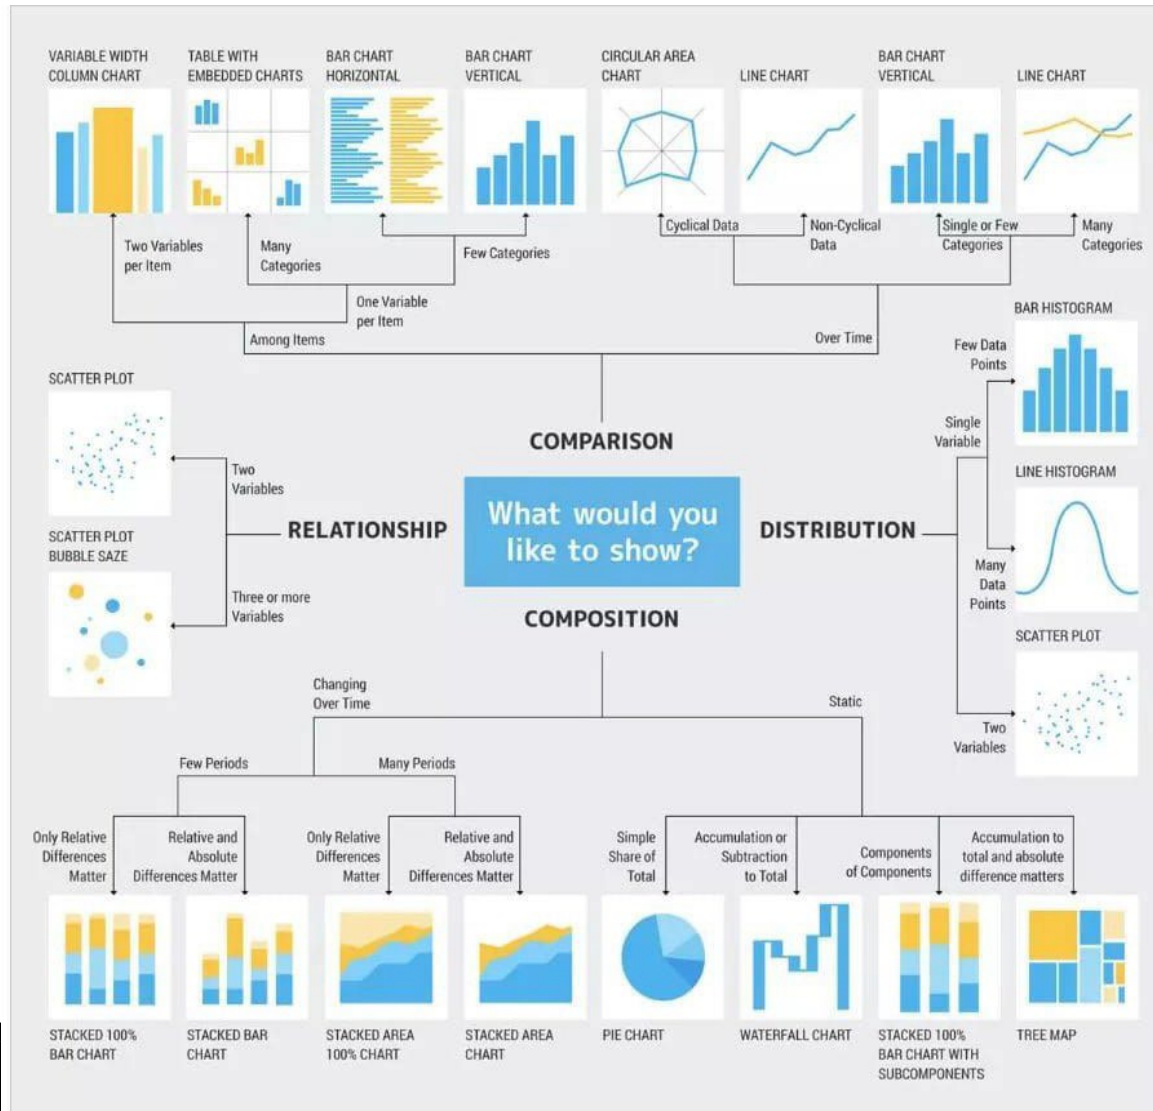 VARIABLE WIDTH
COLUMN CHART
TABLE WITH
EMBEDDED CHARTS
BAR CHART
HORIZONTAL
BAR CHART
VERTICAL
CIRCULAR AREA
CHART
LINE CHART
BAR CHART
VERTICAL
LINE CHART
Two Variables
per Item
Many
Categories
Few Categories
One Variable
per Item
Among Items
Cyclical Data
Non-Cyclical
Data
Single or Few
Categories
Many
Categories
Over Time
COMPARISON
What would you
like to show?
RELATIONSHIP
SCATTER PLOT
Two
Variables
SCATTER PLOT
BUBBLE SAZE
Three or more
Variables
DISTRIBUTION
BAR HISTOGRAM
Few Data
Points
Single
Variable
LINE HISTOGRAM
Many
Data
Points
SCATTER PLOT
Two
Variables
COMPOSITION
Changing
Over Time
Static
Few Periods
Many Periods
Only Relative
Differences
Matter
Relative and
Absolute
Differences Matter
Only Relative
Differences
Matter
Relative and
Absolute
Differences Matter
Simple
Share of
Total
Accumulation or
Subtraction
to Total
Components
of Components
Accumulation to
total and absolute
difference matters
STACKED 100%
BAR CHART
STACKED BAR
CHART
STACKED AREA
100% CHART
STACKED AREA
CHART
PIE CHART
WATERFALL CHART
STACKED 100%
BAR CHART WITH
SUBCOMPONENTS
TREE MAP